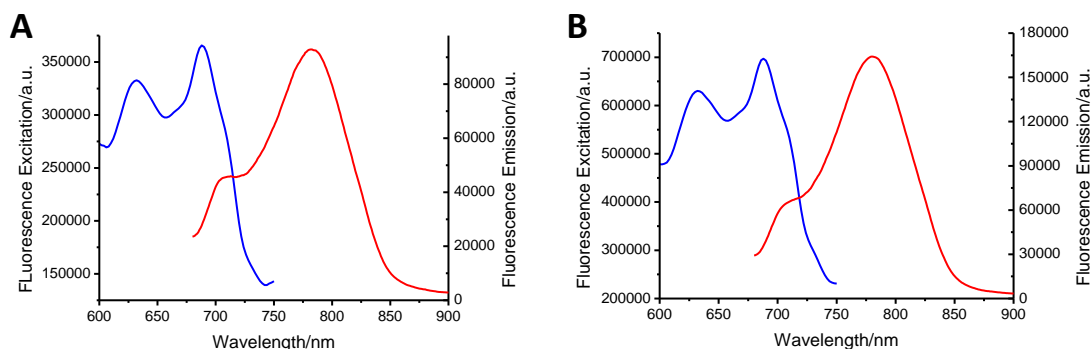 A
FLuorescence Excitation/a.u.
350000
300000
250000
200000
150000
80000
60000
40000
20000
0
Fluorescence Emission/a.u.
600 650 700 750 800 850 900
Wavelength/nm
B
Fluorescence Excitation/a.u.
700000
600000
500000
400000
300000
200000
180000
150000
120000
90000
60000
30000
0
Fluorescence Emission/a.u.
600 650 700 750 800 850 900
Wavelength/nm